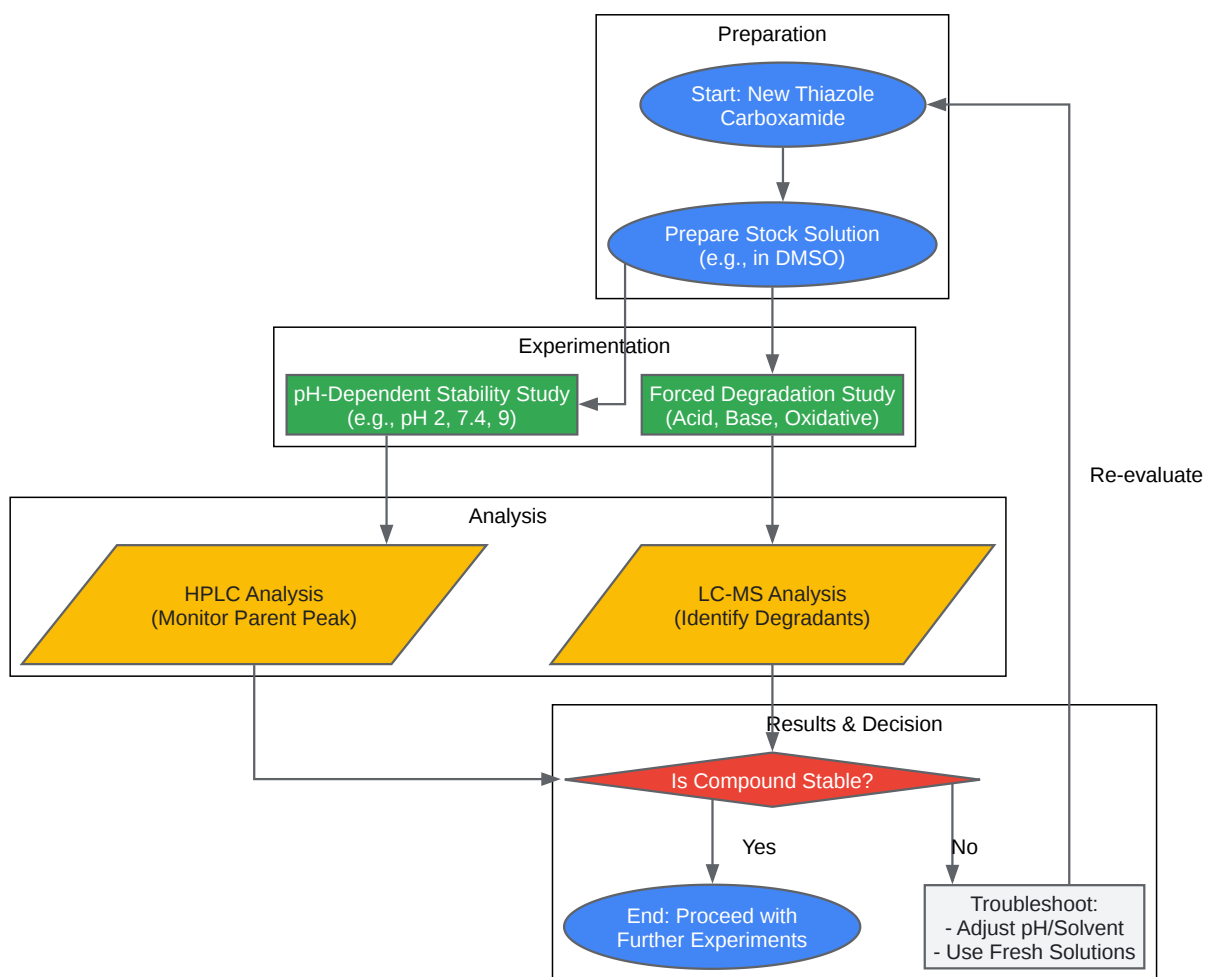 Preparation
Start: New Thiazole
Carboxamide
Prepare Stock Solution
(e.g., in DMSO)
Experimentation
pH-Dependent Stability Study
(e.g., pH 2, 7.4, 9)
Forced Degradation Study
(Acid, Base, Oxidative)
Re-evaluate
Analysis
HPLC Analysis
(Monitor Parent Peak)
LC-MS Analysis
(Identify Degradants)
Results & Decision
Is Compound Stable?
Yes
No
End: Proceed with
Further Experiments
Troubleshoot:
- Adjust pH/Solvent
- Use Fresh Solutions